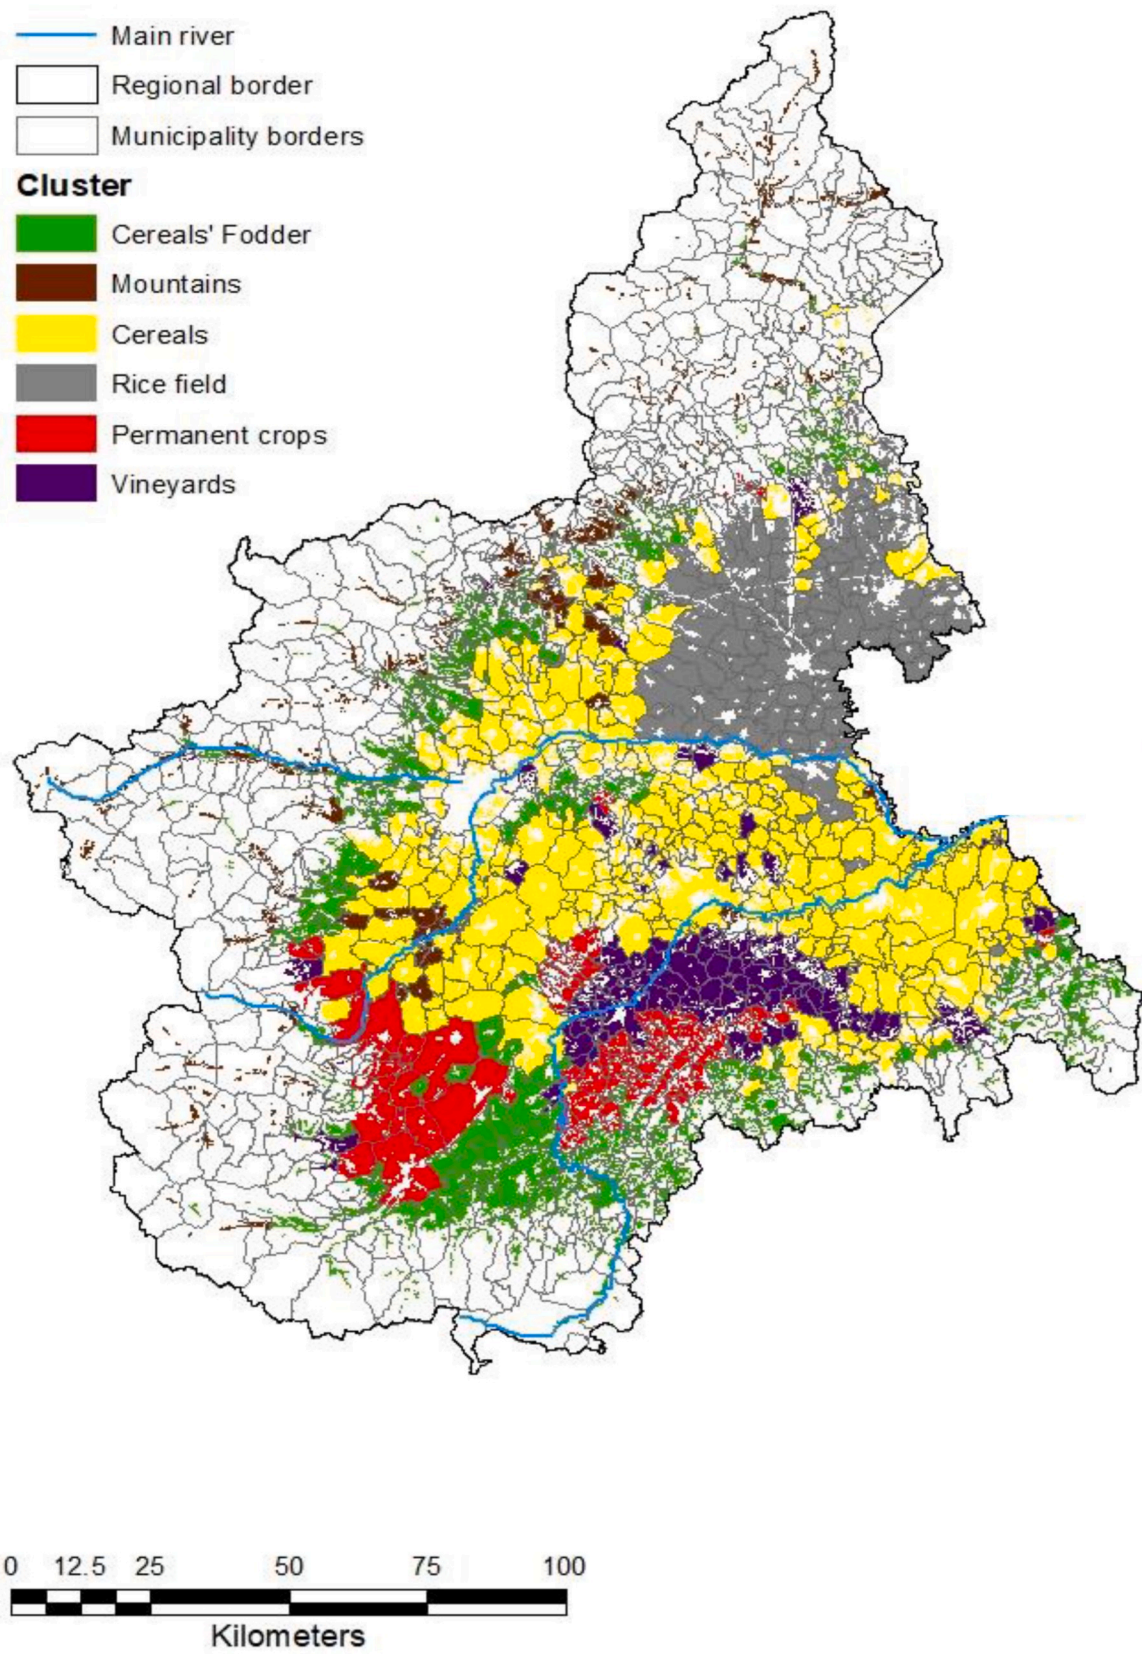 Main river
Regional border
Municipality borders
Cluster
Cereals' Fodder
Mountains
Cereals
Rice field
Permanent crops
Vineyards
0 12.5 25 50 75 100
Kilometers